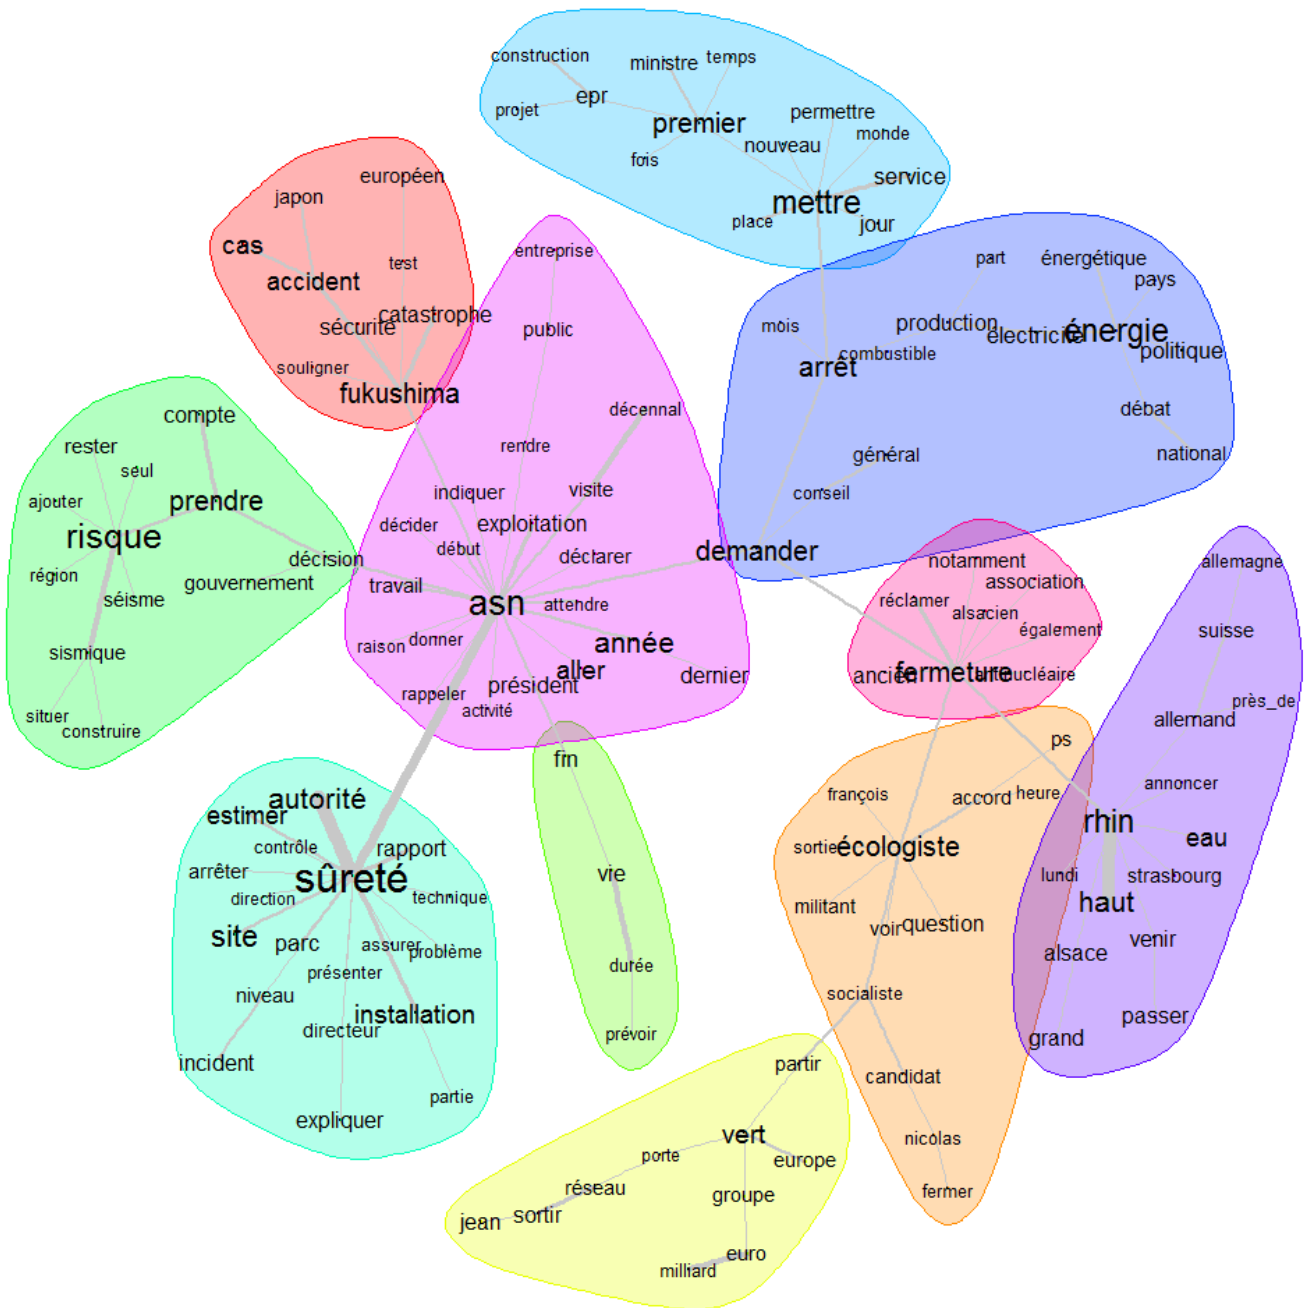 construction
ministre
temps
projet
epr
premier
permettre
monde
nouveau
fois
service
mettre
place
jour
européen
japon
cas
test
accident
catastrophe
sécurité
souligner
fukushima
entreprise
public
décennal
rendre
indiquer
visite
décider
exploitation
début
déclarer
travail
asn
attendre
raison
donner
année
aller
dernier
rappeler
président
activité
part
énergétique
pays
mois
production
électricité
énergie
combustible
politique
arrêt
débat
général
national
conseil
demander
compte
rester
seul
ajouter
prendre
risque
décision
région
gouvernement
séisme
sismique
situer
construire
notamment
association
réclamer
alsacien
également
ancien
fermeture
antinucléaire
allemagne
suisse
près_de
allemand
annoncer
rhin
eau
lundi
strasbourg
haut
venir
alsace
passer
grand
fin
vie
durée
prévoir
autorité
estimer
contrôle
rapport
arrêter
sûreté
direction
technique
site
parc
assurer
problème
présenter
niveau
installation
directeur
incident
partie
expliquer
ps
françois
accord
heure
sortie
écologiste
militant
voir
question
socialiste
candidat
nicolas
fermer
partir
vert
porte
europe
réseau
groupe
jean
sortir
euro
milliard